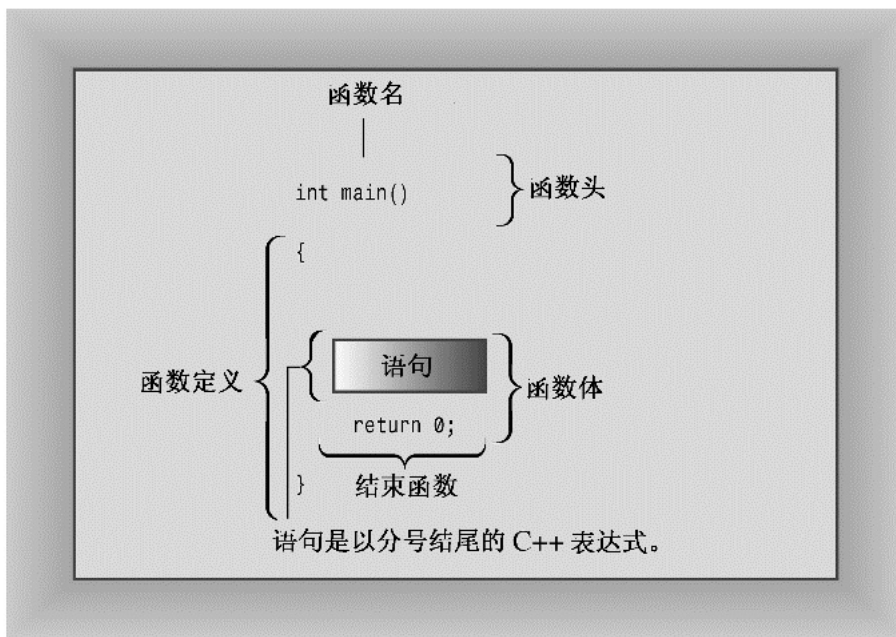 函数名
int main()
函数头
{
语句
函数定义
函数体
return 0;
}
结束函数
语句是以分号结尾的 C++ 表达式。